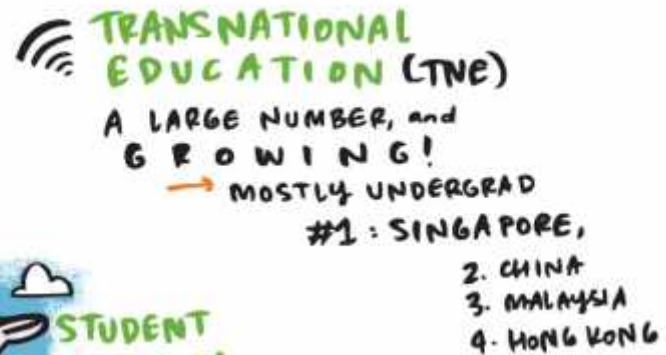 TRANSNATIONAL
EDUCATION (TNE)
A LARGE NUMBER, and
GROWING!
→ MOSTLY UNDERGRAD
#1: SINGAPORE,
2. CHINA
3. MALAYSIA
4. HONG KONG
STUDENT